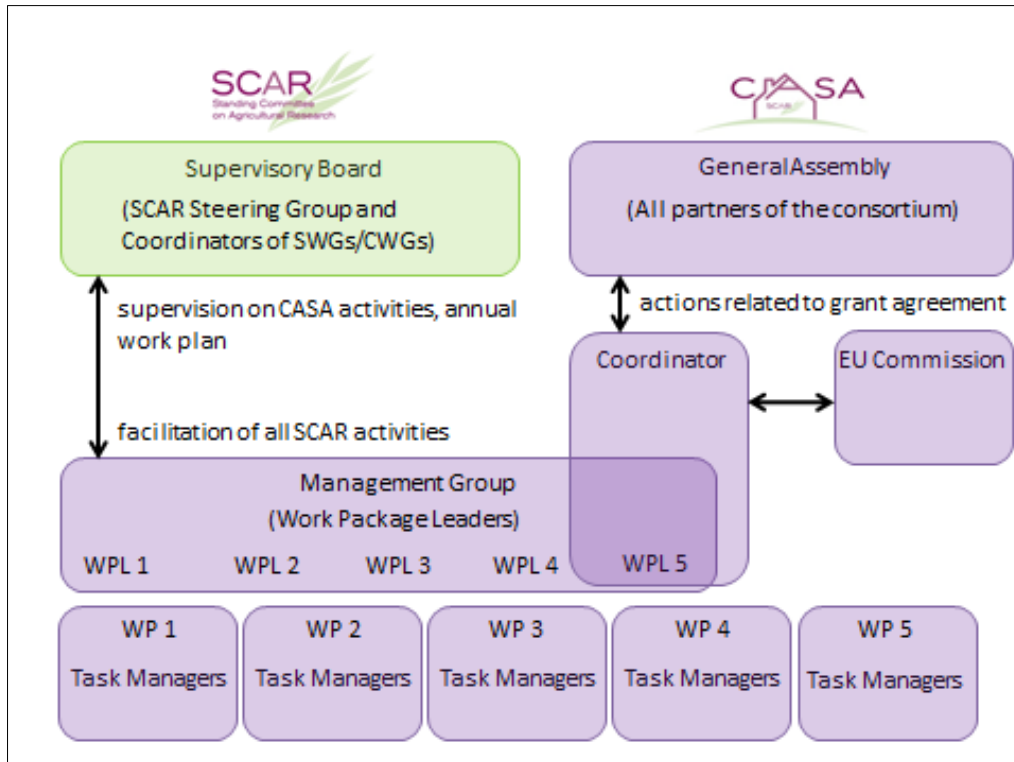 SCAR
Standing Committee
on Agricultural Research
CASA
SCAR
Supervisory Board
(SCAR Steering Group and
Coordinators of SWGs/CWGs)
General Assembly
(All partners of the consortium)
supervision on CASA activities, annual
work plan
actions related to grant agreement
Coordinator
EU Commission
facilitation of all SCAR activities
Management Group
(Work Package Leaders)
WPL 1
WPL 2
WPL 3
WPL 4
WPL 5
WP 1
Task Managers
WP 2
Task Managers
WP 3
Task Managers
WP 4
Task Managers
WP 5
Task Managers